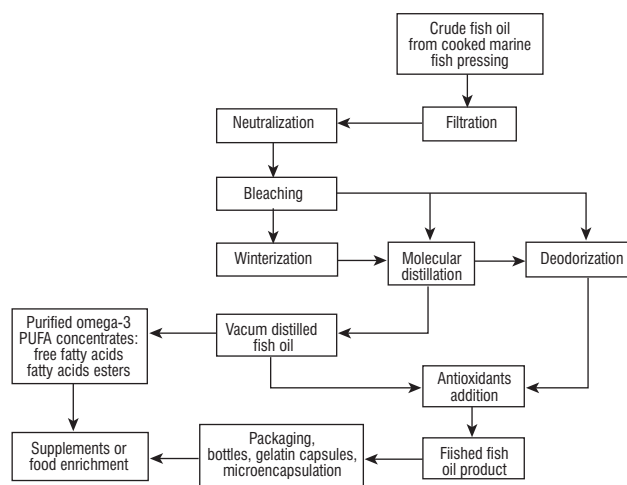 Crude fish oil
from cooked marine
fish pressing
Neutralization
Filtration
Bleaching
Winterization
Molecular
distillation
Deodorization
Purified omega-3
PUFA concentrates:
free fatty acids
fatty acids esters
Vacum distilled
fish oil
Antioxidants
addition
Supplements or
food enrichment
Packaging,
bottles, gelatin capsules,
microencapsulation
Fiished fish
oil product